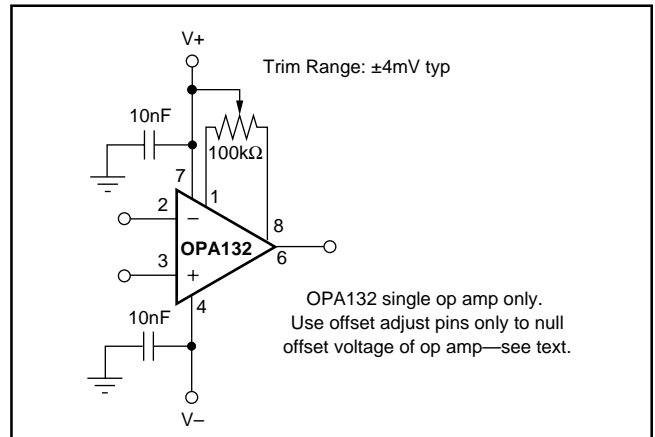 V+
Trim Range: ±4mV typ
10nF
100kΩ
7
1
2
−
8
OPA132
6
3
+
4
OPA132 single op amp only.
Use offset adjust pins only to null
offset voltage of op amp—see text.
10nF
V−